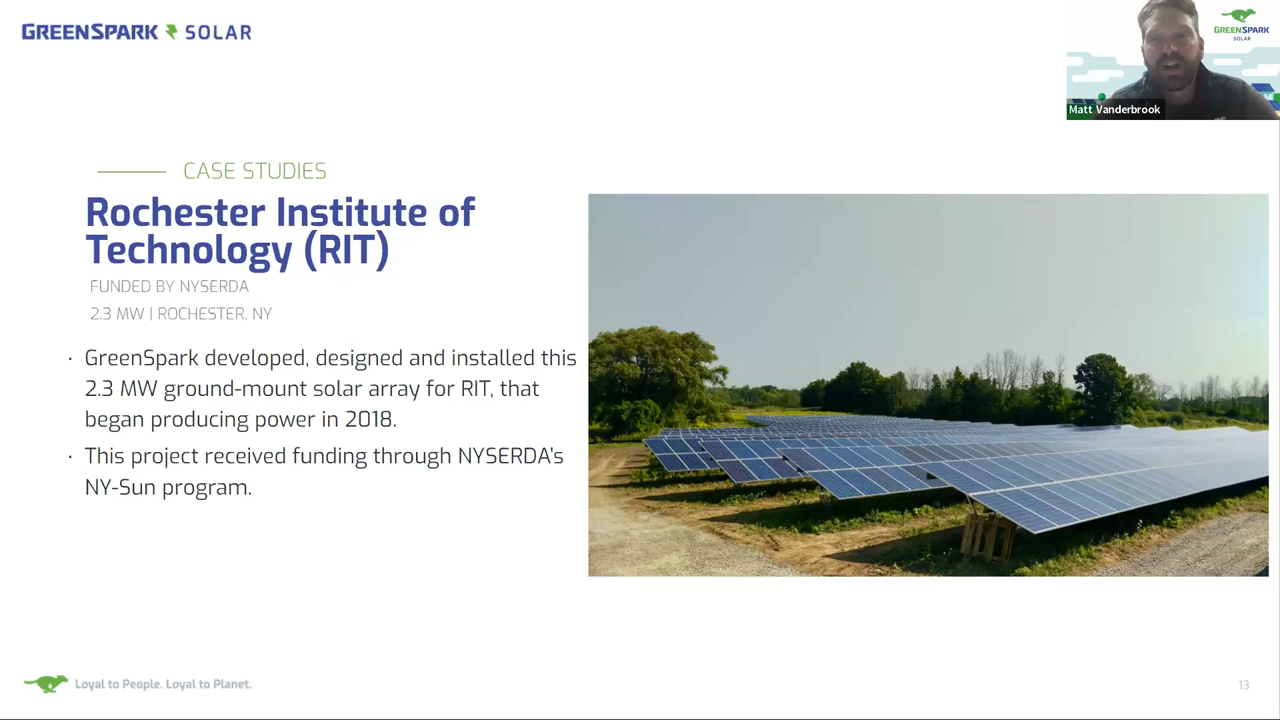 GREENSPARK SOLAR
GREENSPARK
SOLAR
Matt Vanderbrook
CASE STUDIES
Rochester Institute of
Technology (RIT)
FUNDED BY NYSERDA
2.3 MW | ROCHESTER, NY
· GreenSpark developed, designed and installed this
2.3 MW ground-mount solar array for RIT, that
began producing power in 2018.
· This project received funding through NYSERDA's
NY-Sun program.
Loyal to People. Loyal to Planet.
13